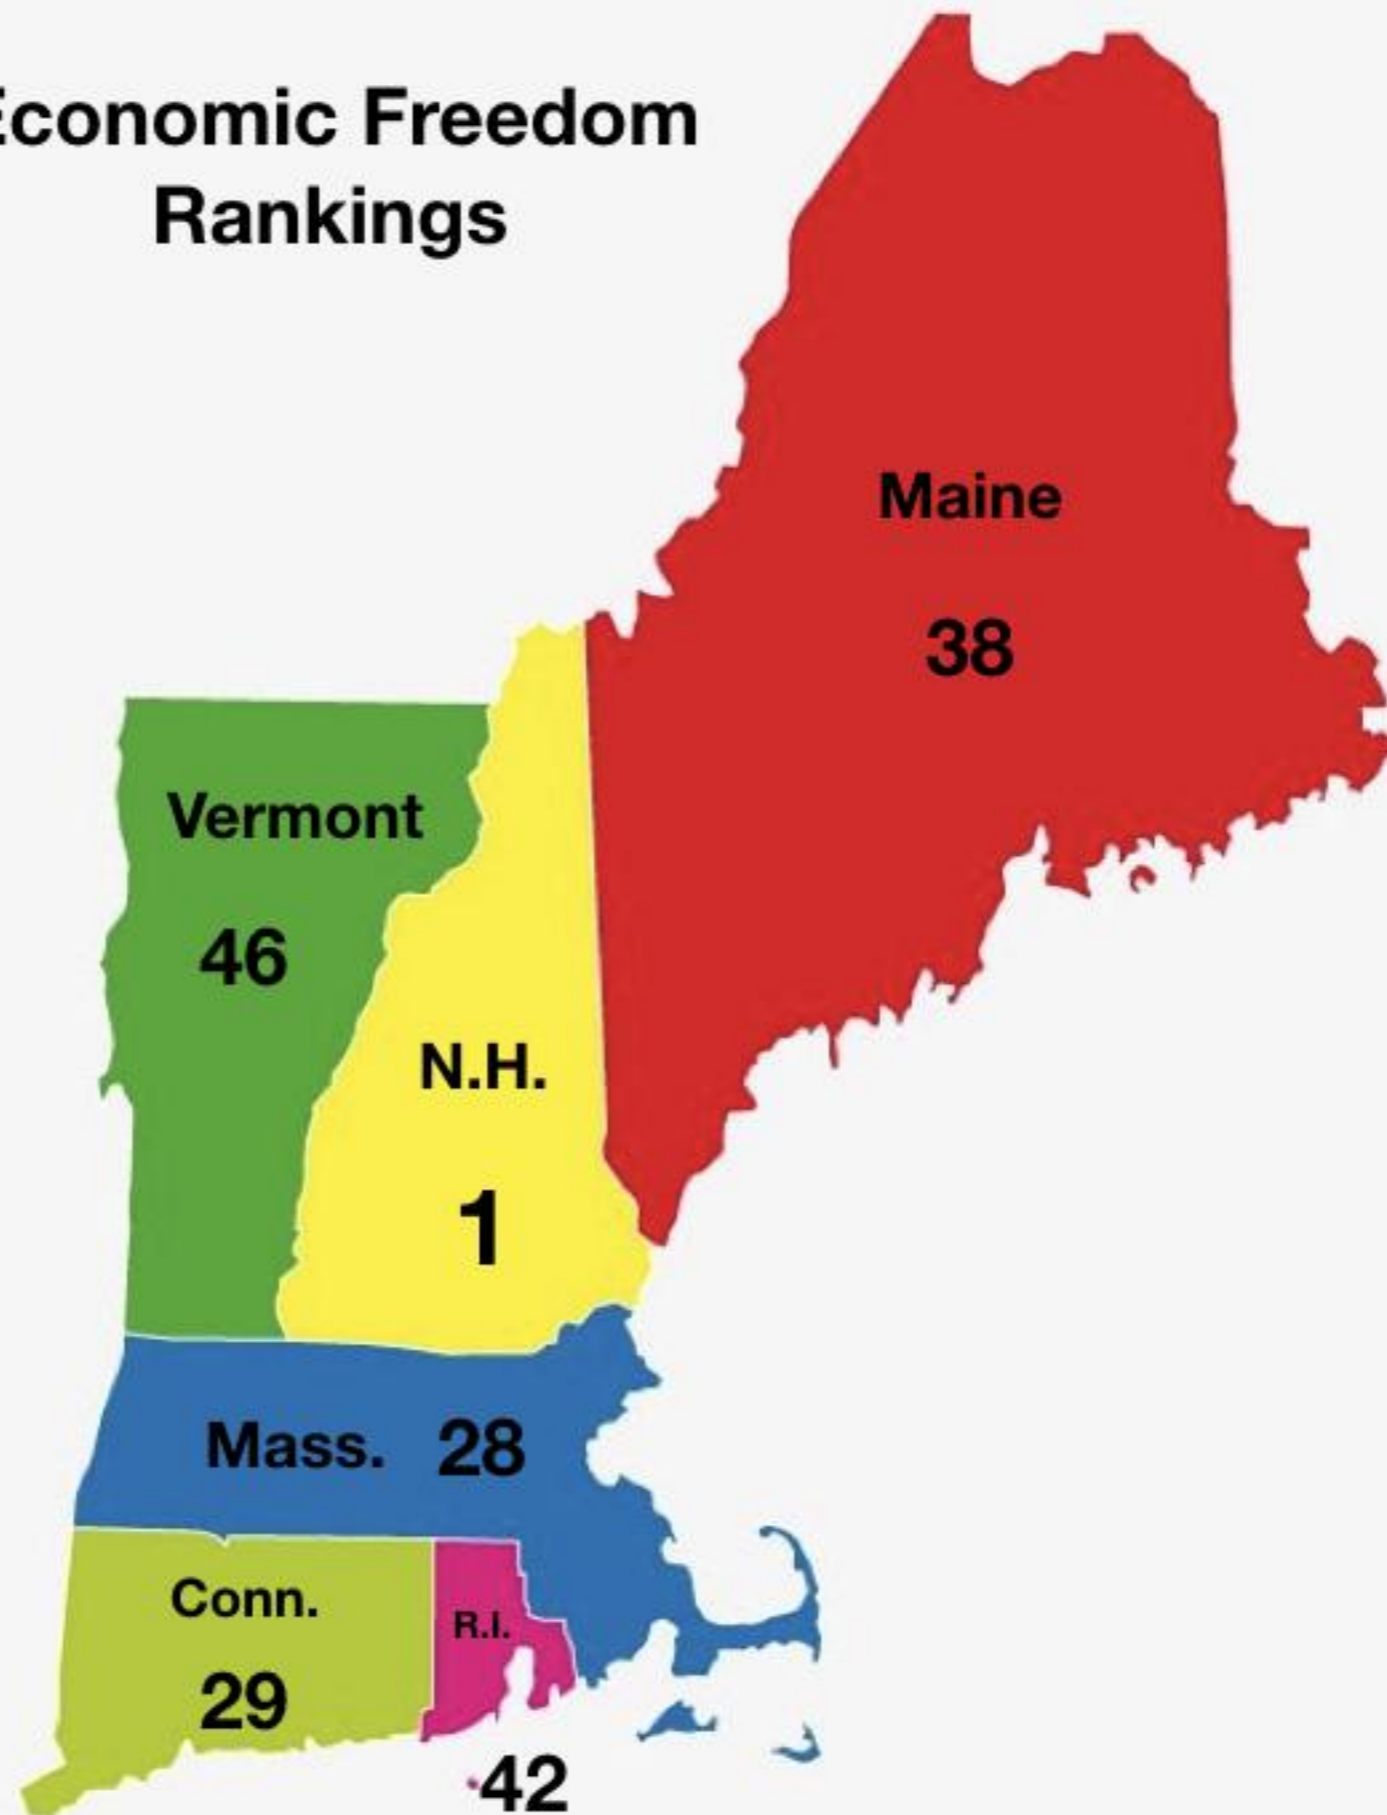 Economic Freedom
Rankings
Maine
38
Vermont
46
N.H.
1
Mass. 28
Conn.
29
R.I.
42